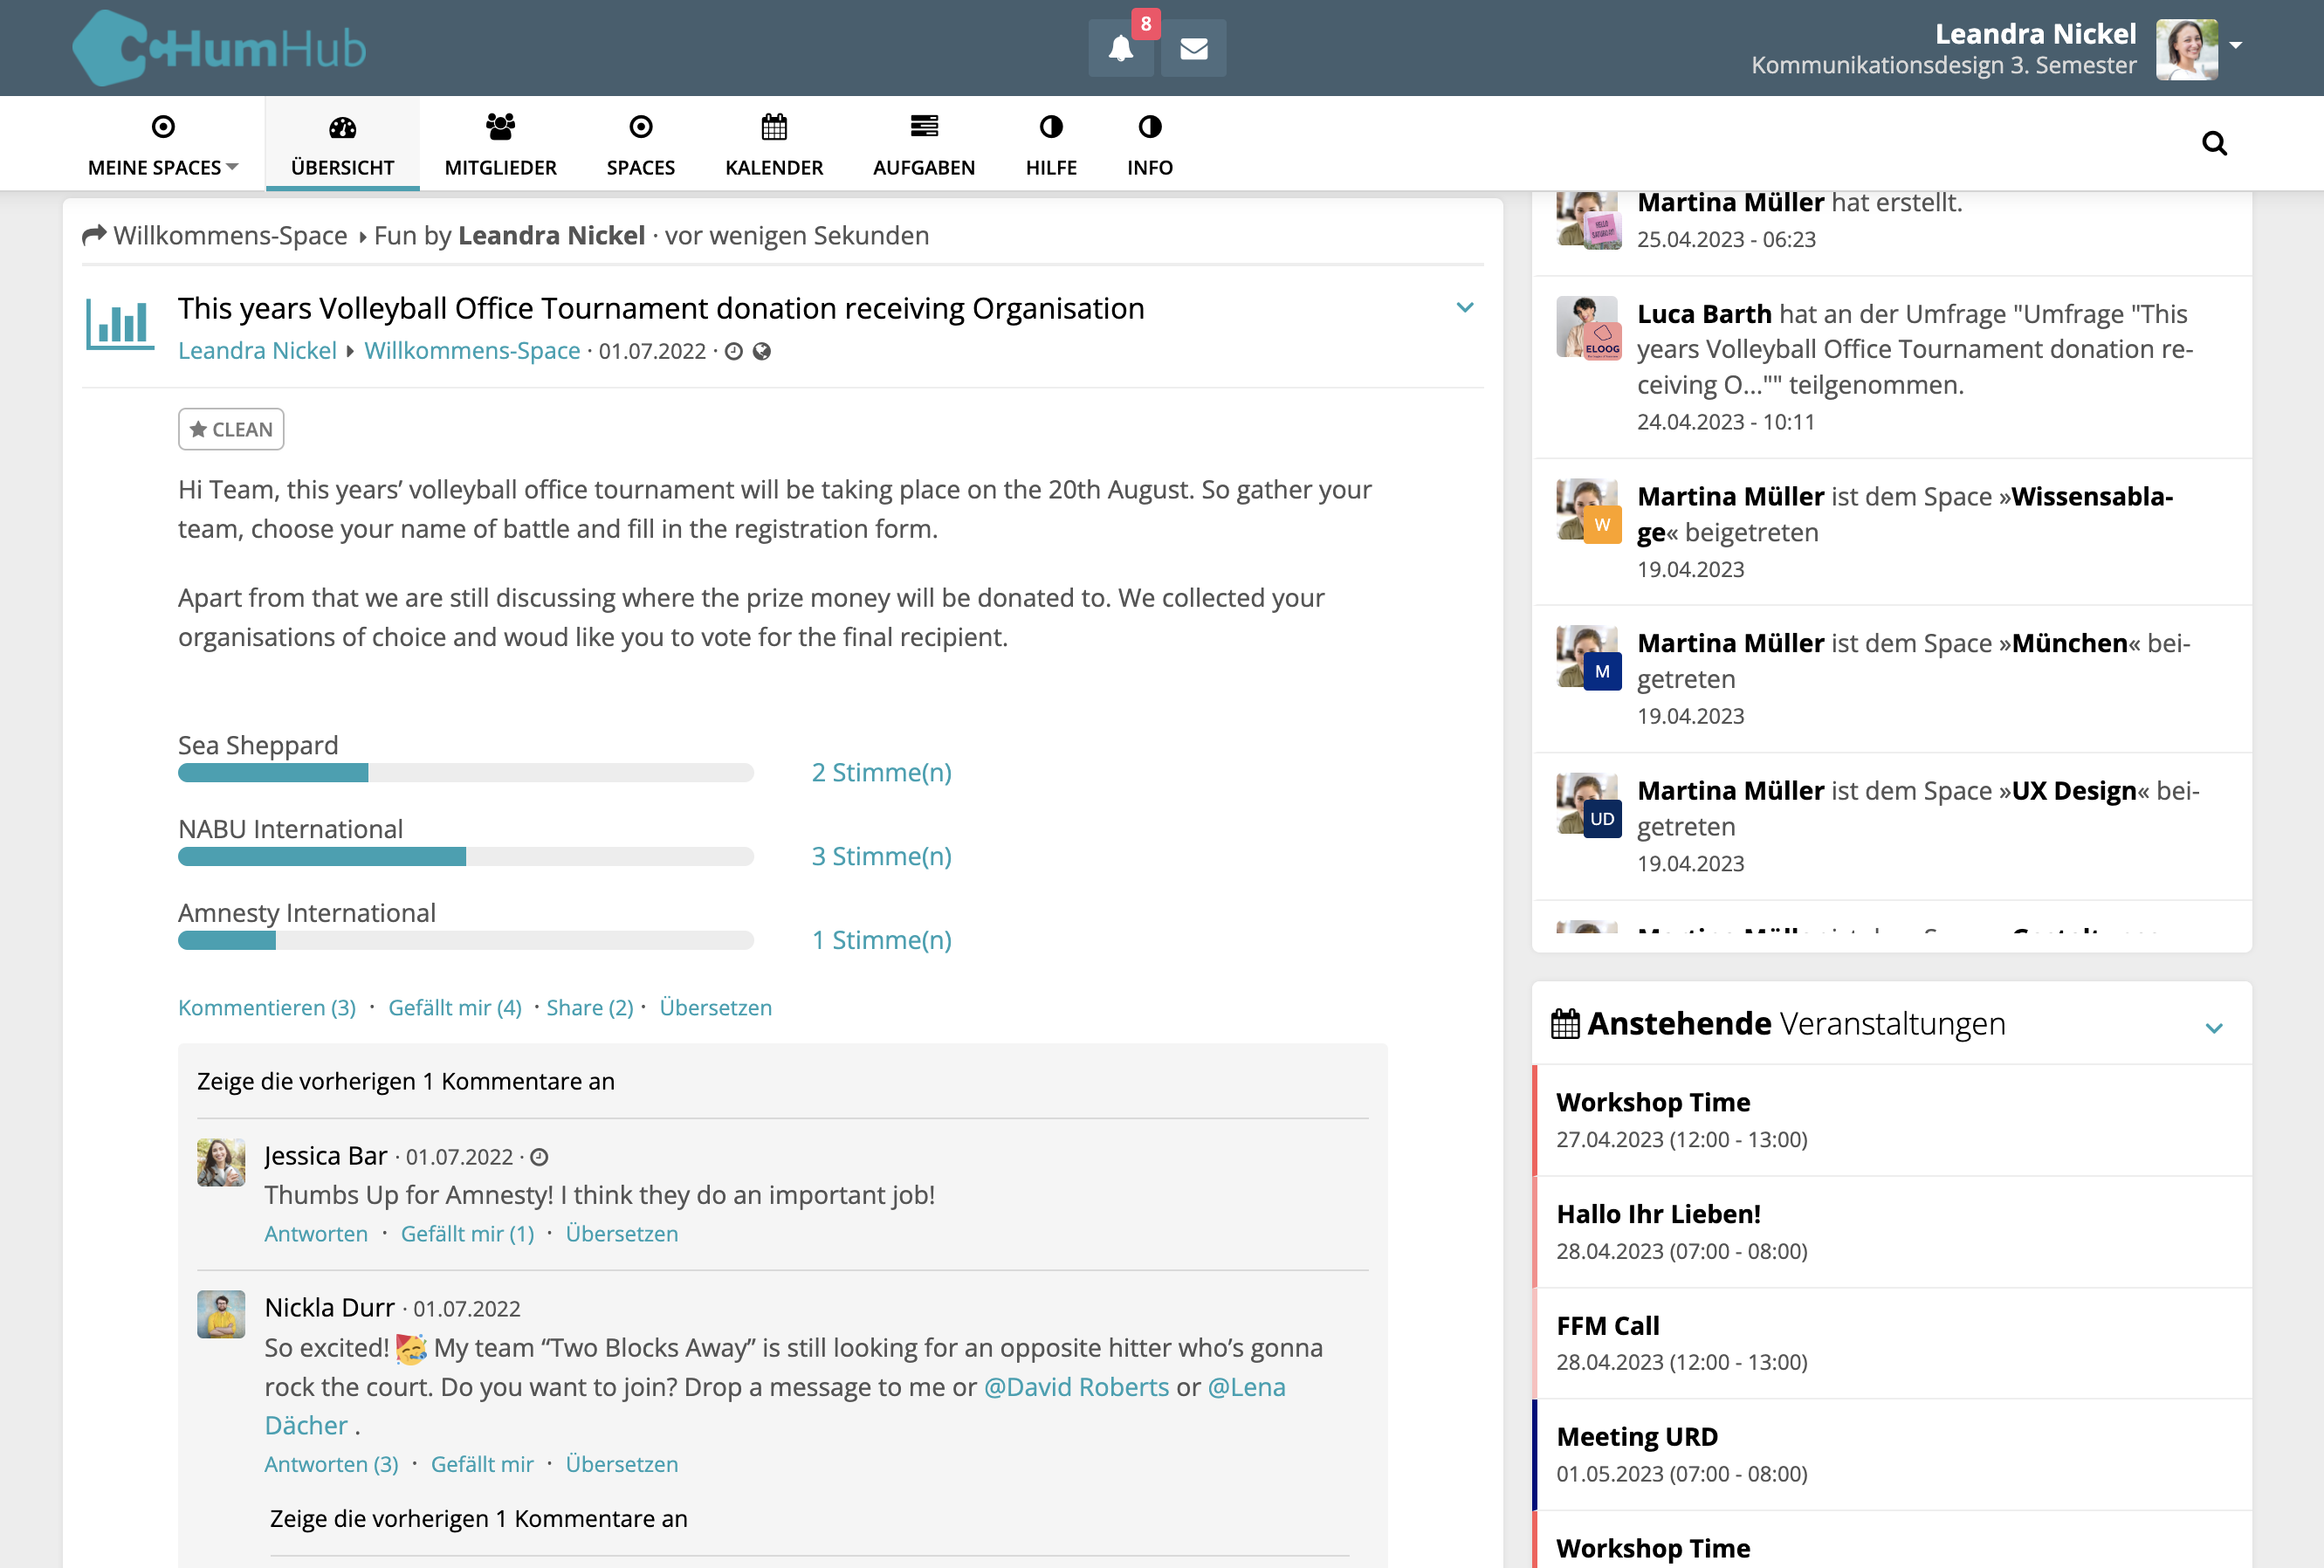 HumHub
8
Leandra Nickel
Kommunikationsdesign 3. Semester
MEINE SPACES
ÜBERSICHT
MITGLIEDER
SPACES
KALENDER
AUFGABEN
HILFE
INFO
Willkommens-Space Fun by Leandra Nickel · vor wenigen Sekunden
This years Volleyball Office Tournament donation receiving Organisation
Leandra Nickel Willkommens-Space · 01.07.2022 ·
CLEAN
Hi Team, this years’ volleyball office tournament will be taking place on the 20th August. So gather your
team, choose your name of battle and fill in the registration form.
Apart from that we are still discussing where the prize money will be donated to. We collected your
organisations of choice and woud like you to vote for the final recipient.
Sea Sheppard
2 Stimme(n)
NABU International
3 Stimme(n)
Amnesty International
1 Stimme(n)
Kommentieren (3) · Gefällt mir (4) · Share (2) · Übersetzen
Zeige die vorherigen 1 Kommentare an
Jessica Bar · 01.07.2022 ·
Thumbs Up for Amnesty! I think they do an important job!
Antworten · Gefällt mir (1) · Übersetzen
Nickla Durr · 01.07.2022
So excited! 🥳 My team “Two Blocks Away” is still looking for an opposite hitter who’s gonna
rock the court. Do you want to join? Drop a message to me or @David Roberts or @Lena
Dächer .
Antworten (3) · Gefällt mir · Übersetzen
Zeige die vorherigen 1 Kommentare an
Martina Müller hat erstellt.
25.04.2023 - 06:23
ELOOG
Luca Barth hat an der Umfrage "Umfrage "This
years Volleyball Office Tournament donation re-
ceiving O..."" teilgenommen.
24.04.2023 - 10:11
W
Martina Müller ist dem Space »Wissensabla-
ge« beigetreten
19.04.2023
M
Martina Müller ist dem Space »München« bei-
getreten
19.04.2023
UD
Martina Müller ist dem Space »UX Design« bei-
getreten
19.04.2023
Anstehende Veranstaltungen
Workshop Time
27.04.2023 (12:00 - 13:00)
Hallo Ihr Lieben!
28.04.2023 (07:00 - 08:00)
FFM Call
28.04.2023 (12:00 - 13:00)
Meeting URD
01.05.2023 (07:00 - 08:00)
Workshop Time